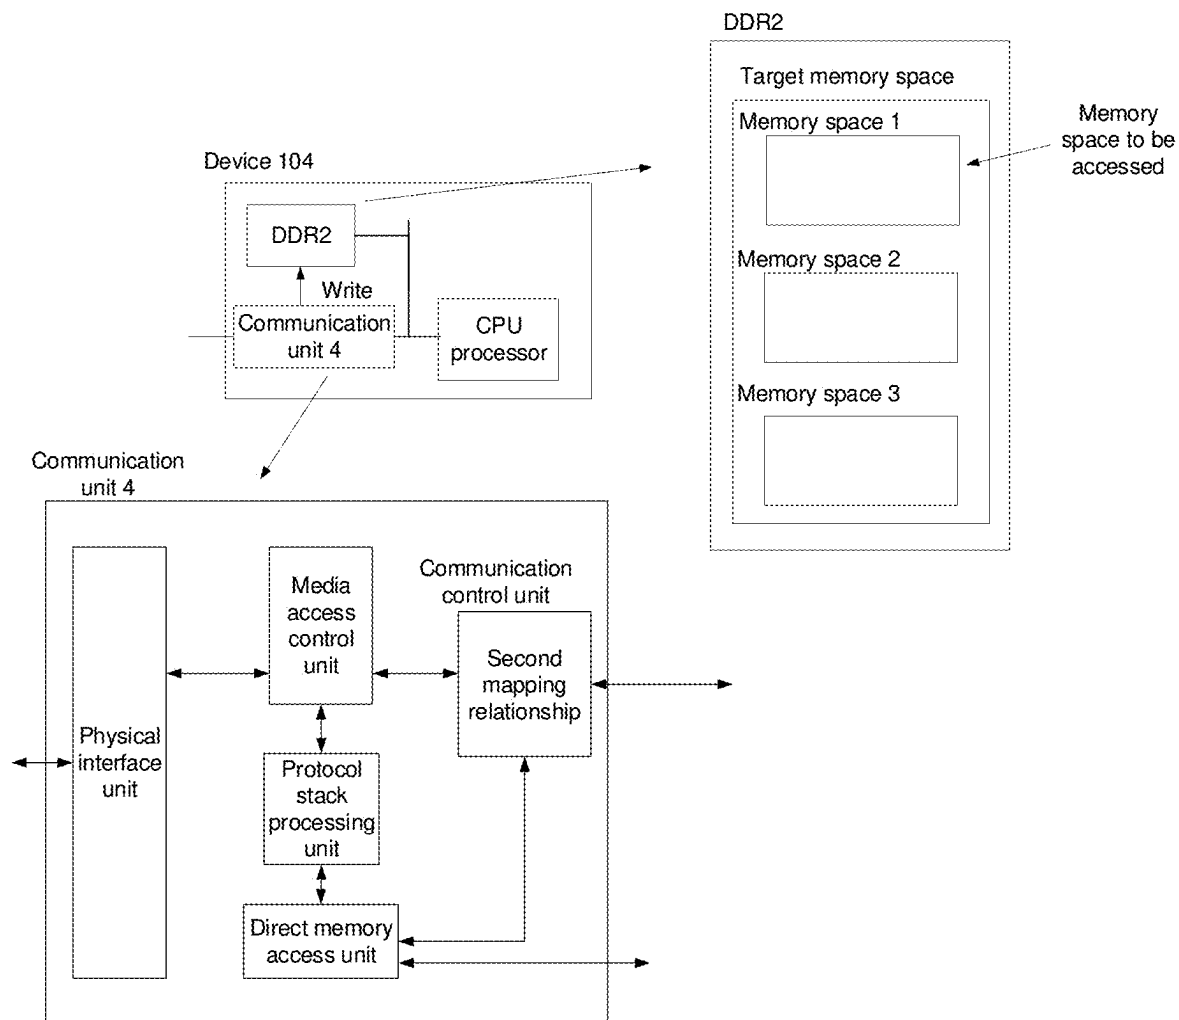 DDR2
Target memory space
Memory space 1
Memory
space to be
accessed
Device 104
DDR2
Write
Communication
unit 4
CPU
processor
Memory space 2
Memory space 3
Communication
unit 4
Physical
interface
unit
Media
access
control
unit
Communication
control unit
Second
mapping
relationship
Protocol
stack
processing
unit
Direct memory
access unit